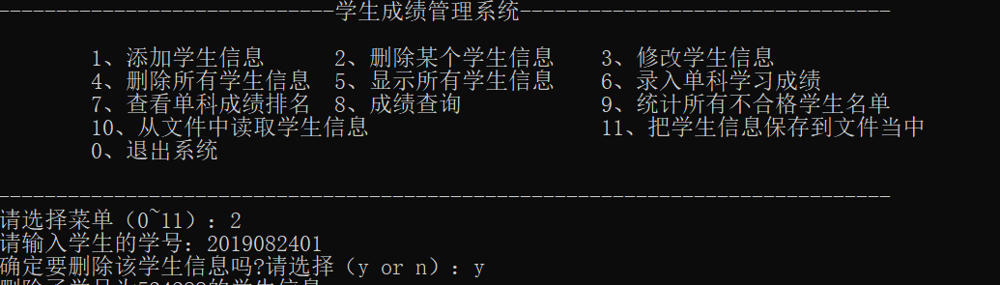 --------------------------------学生成绩管理系统--------------------------------
1、添加学生信息 2、删除某个学生信息 3、修改学生信息
4、删除所有学生信息 5、显示所有学生信息 6、录入单科学习成绩
7、查看单科成绩排名 8、成绩查询 9、统计所有不合格学生名单
10、从文件中读取学生信息 11、把学生信息保存到文件当中
0、退出系统
请选择菜单（0~11）：2
请输入学生的学号：2019082401
确定要删除该学生信息吗?请选择（y or n）：y